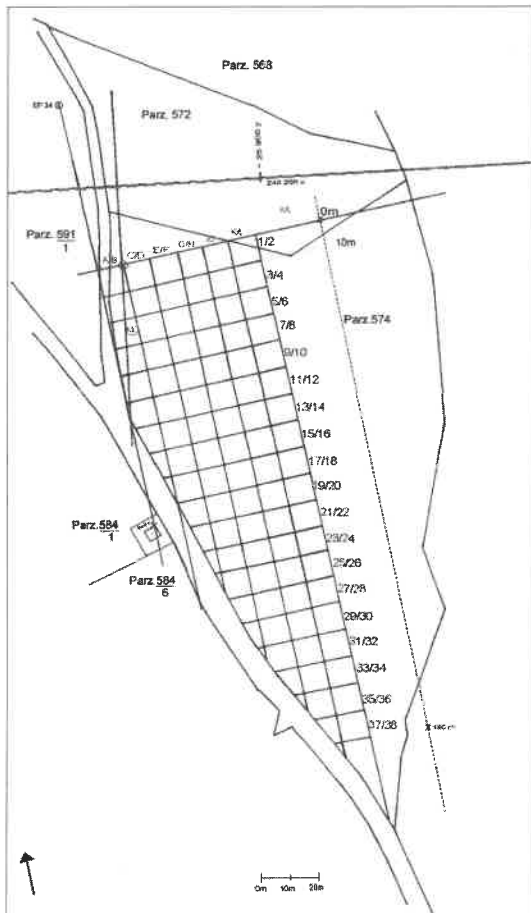 Parz. 568
Parz. 572
0m
10m
Parz. 591
1
A/B C/D E/F G/H
1/2
3/4
5/6
7/8
Parz.574
9/10
11/12
13/14
15/16
17/18
19/20
21/22
23/24
25/26
27/28
29/30
31/32
33/34
35/36
37/38
Parz. 584
1
Parz. 584
6
0m 10m 20m